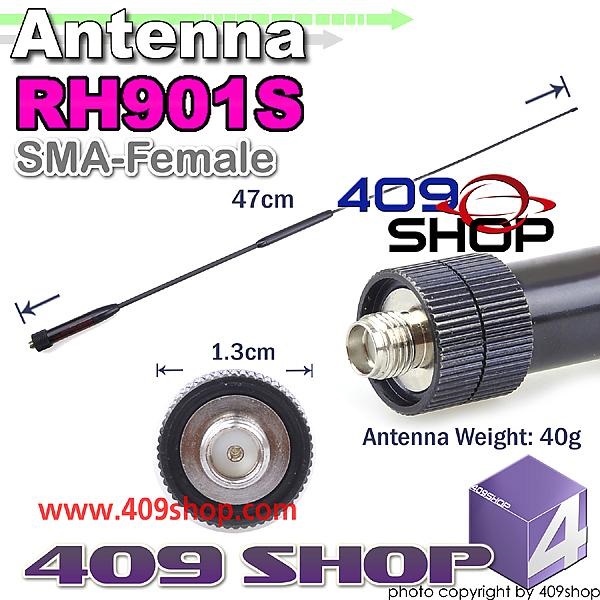 Antenna
RH901S
SMA-Female
47cm
409
SHOP
1.3cm
Antenna Weight: 40g
www.409shop.com
409SHOP
4
409 SHOP
photo copyright by 409shop